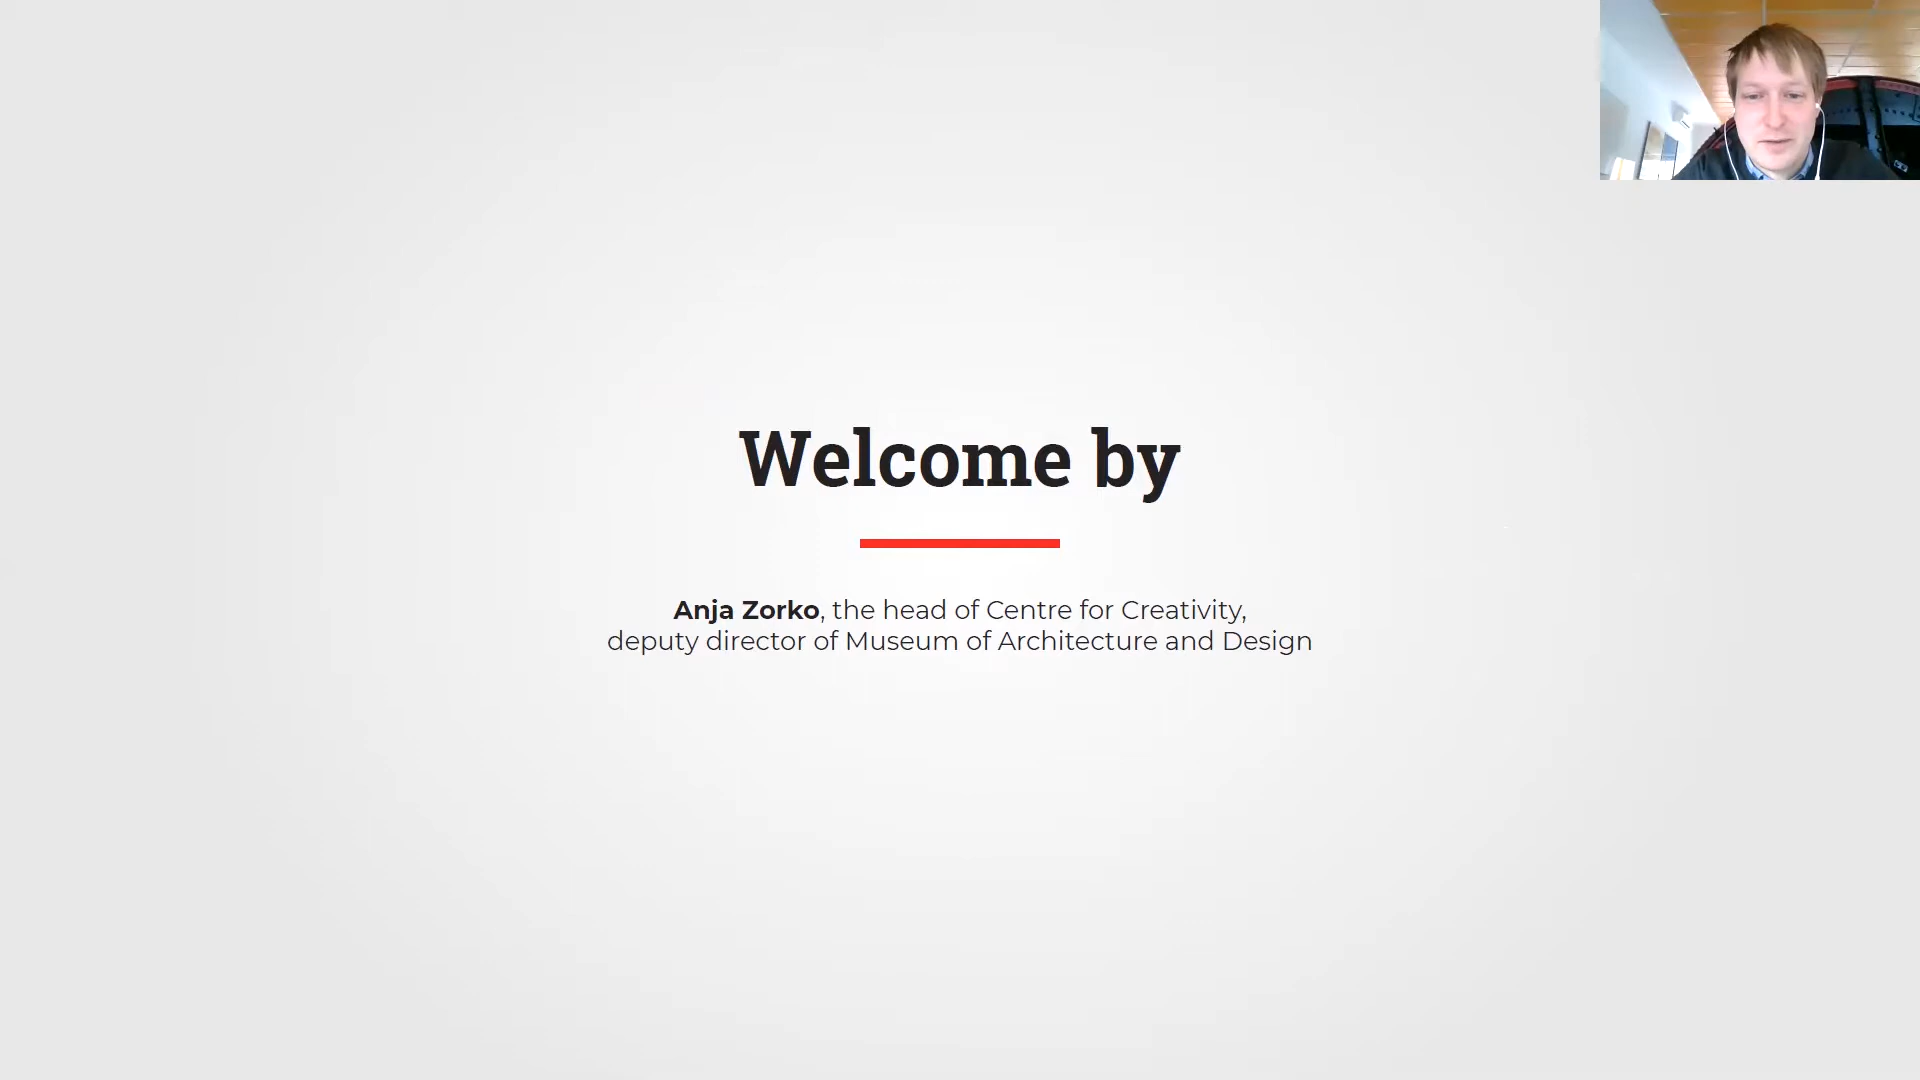 Welcome by
Anja Zorko, the head of Centre for Creativity,
deputy director of Museum of Architecture and Design